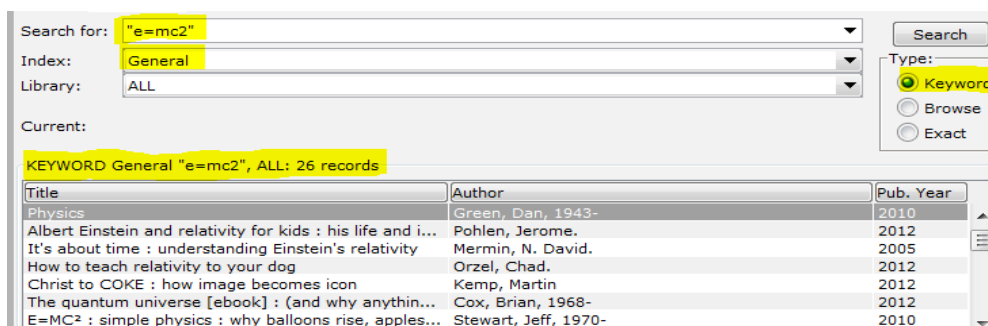 Search for: "e=mc2" Search
Index: General Type:
Library: ALL Keyword
Browse
Current: Exact
KEYWORD General "e=mc2", ALL: 26 records
Title Author Pub. Year
Physics Green, Dan, 1943- 2010
Albert Einstein and relativity for kids : his life and i... Pohlen, Jerome. 2012
It's about time : understanding Einstein's relativity Mermin, N. David. 2005
How to teach relativity to your dog Orzel, Chad. 2012
Christ to COKE : how image becomes icon Kemp, Martin 2012
The quantum universe [ebook] : (and why anythin... Cox, Brian, 1968- 2012
E=MC² : simple physics : why balloons rise, apples... Stewart, Jeff, 1970- 2010